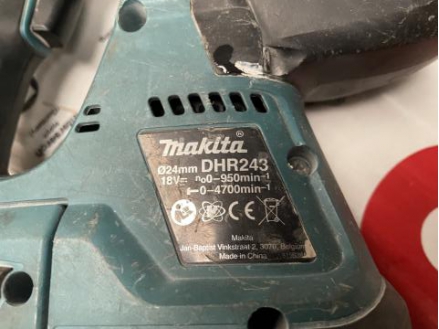 Makita®
Ø24mm DHR243
18V⎓ n₀0-950min⁻¹
0-4700min⁻¹
CE
Makita
Jan-Baptist Vinkstraat 2, 3070, Belgium
Made in China